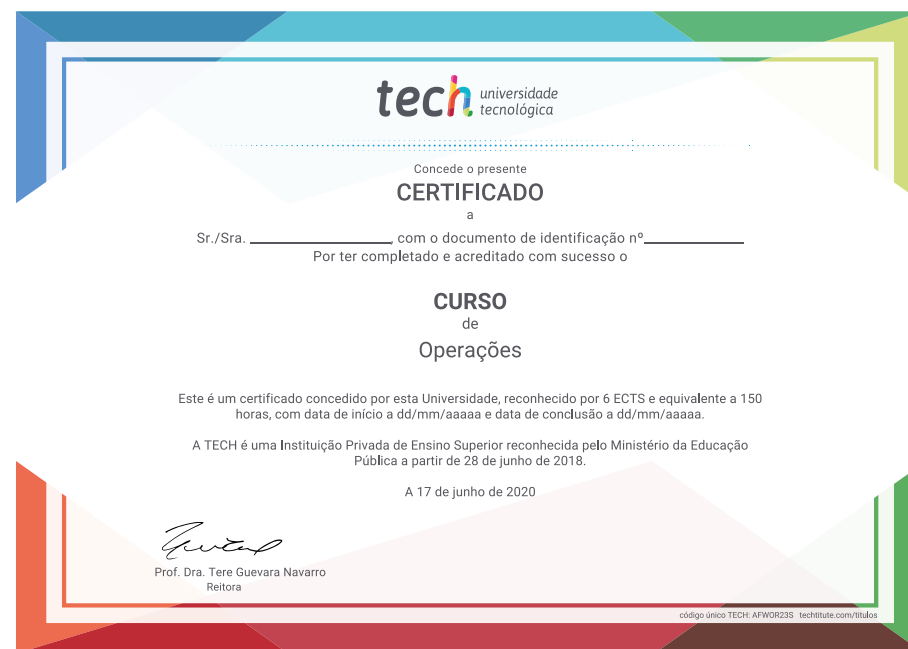 tech universidade
tecnológica
Concede o presente
CERTIFICADO
a
Sr./Sra. ____________________, com o documento de identificação nº______________
Por ter completado e acreditado com sucesso o
CURSO
de
Operações
Este é um certificado concedido por esta Universidade, reconhecido por 6 ECTS e equivalente a 150
horas, com data de início a dd/mm/aaaaa e data de conclusão a dd/mm/aaaaa.
A TECH é uma Instituição Privada de Ensino Superior reconhecida pelo Ministério da Educação
Pública a partir de 28 de junho de 2018.
A 17 de junho de 2020
Prof. Dra. Tere Guevara Navarro
Reitora
código único TECH: AFWOR23S techtitute.com/titulos